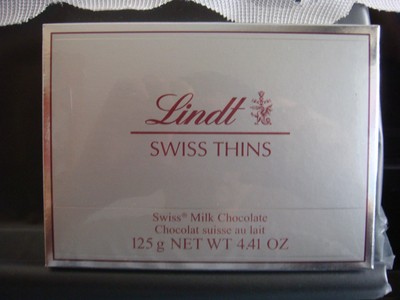 Lindt
SWISS THINS
Swiss® Milk Chocolate
Chocolat suisse au lait
125 g NET WT 4.41 OZ